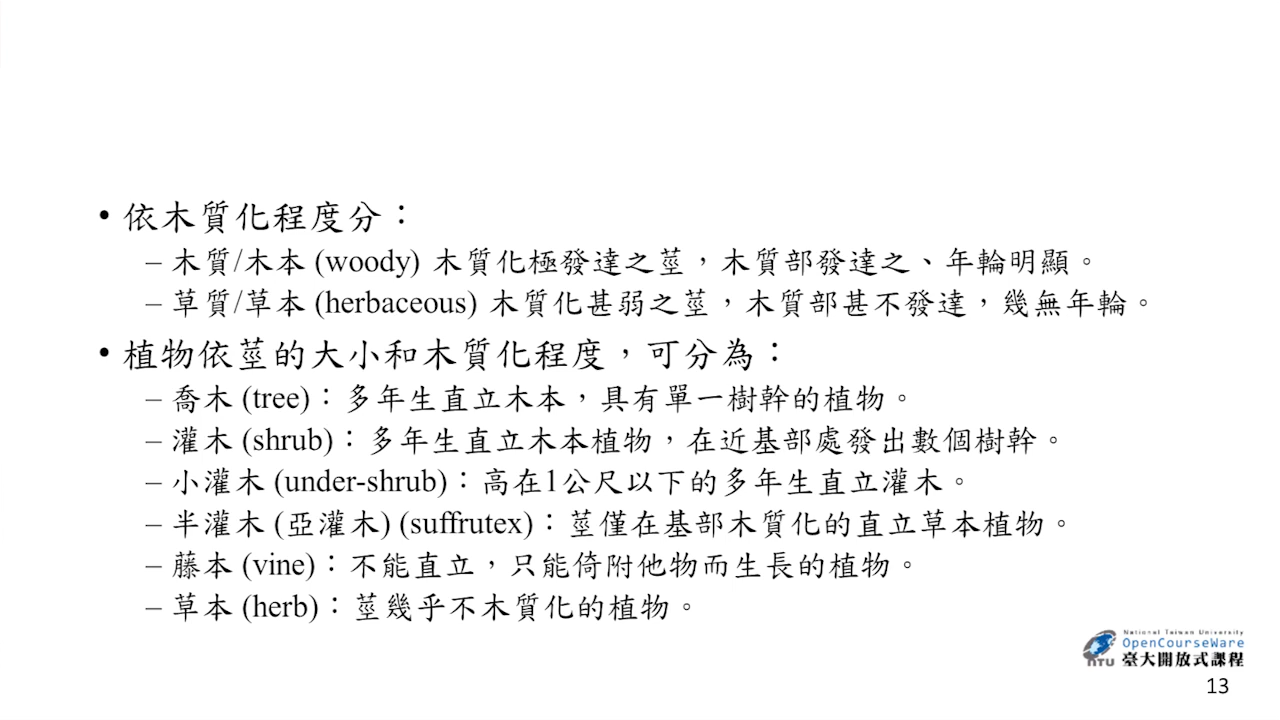 • 依木質化程度分：
– 木質/木本 (woody) 木質化極發達之莖，木質部發達之、年輪明顯。
– 草質/草本 (herbaceous) 木質化甚弱之莖，木質部甚不發達，幾無年輪。
• 植物依莖的大小和木質化程度，可分為：
– 喬木 (tree)：多年生直立木本，具有單一樹幹的植物。
– 灌木 (shrub)：多年生直立木本植物，在近基部處發出數個樹幹。
– 小灌木 (under-shrub)：高在1公尺以下的多年生直立灌木。
– 半灌木 (亞灌木) (suffrutex)：莖僅在基部木質化的直立草本植物。
– 藤本 (vine)：不能直立，只能倚附他物而生長的植物。
– 草本 (herb)：莖幾乎不木質化的植物。
National Taiwan University
OpenCourseWare
NTU 臺大開放式課程
13